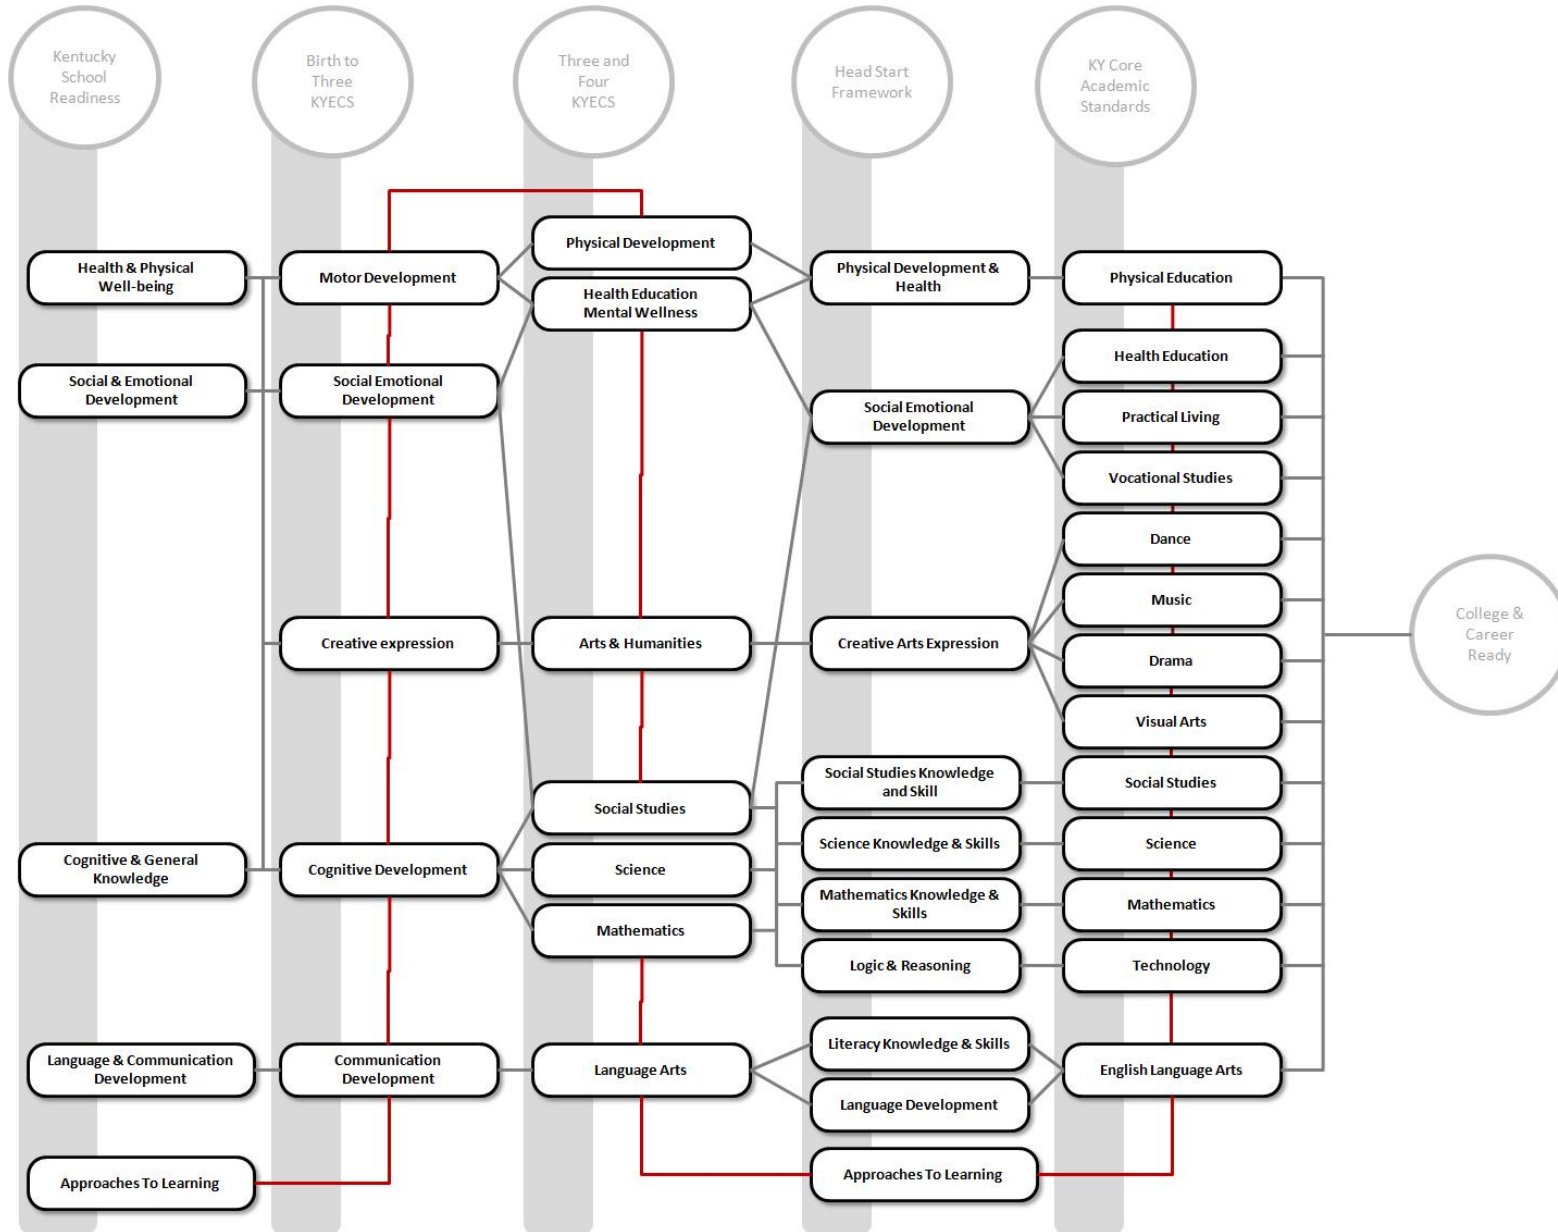 Kentucky
School
Readiness
Birth to
Three
KYECS
Three and
Four
KYECS
Head Start
Framework
KY Core
Academic
Standards
Health & Physical
Well-being
Social & Emotional
Development
Cognitive & General
Knowledge
Language & Communication
Development
Approaches To Learning
Motor Development
Social Emotional
Development
Creative expression
Cognitive Development
Communication
Development
Physical Development
Health Education
Mental Wellness
Arts & Humanities
Social Studies
Science
Mathematics
Language Arts
Physical Development &
Health
Social Emotional
Development
Creative Arts Expression
Social Studies Knowledge
and Skill
Science Knowledge & Skills
Mathematics Knowledge &
Skills
Logic & Reasoning
Literacy Knowledge & Skills
Language Development
Approaches To Learning
Physical Education
Health Education
Practical Living
Vocational Studies
Dance
Music
Drama
Visual Arts
Social Studies
Science
Mathematics
Technology
English Language Arts
College &
Career
Ready